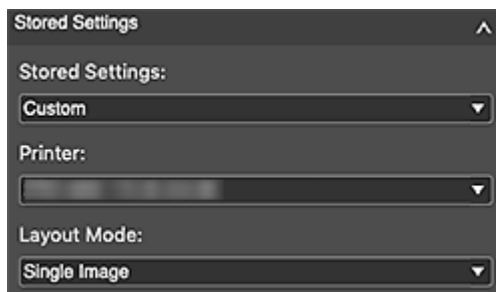 Stored Settings
Stored Settings:
Custom
Printer:
Layout Mode:
Single Image